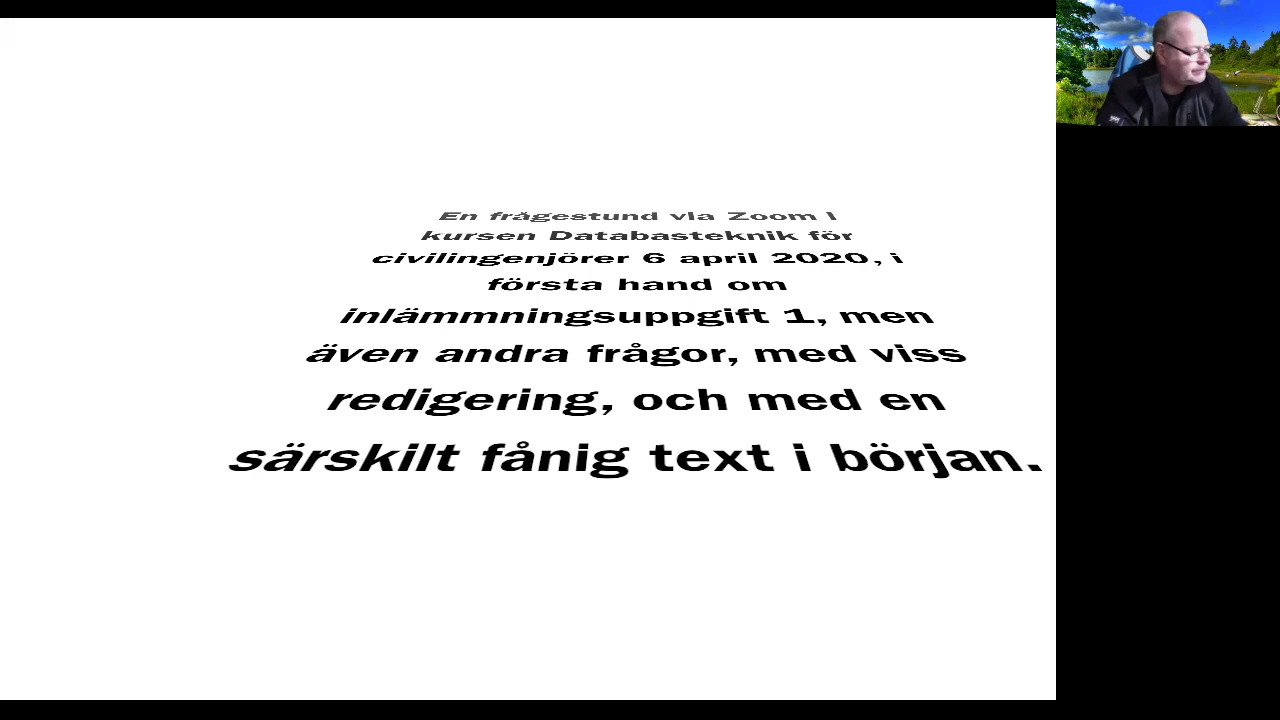 En frågestund via Zoom i
kursen Databasteknik för
civilingenjörer 6 april 2020, i
första hand om
inlämmningsuppgift 1, men
även andra frågor, med viss
redigering, och med en
särskilt fånig text i början.